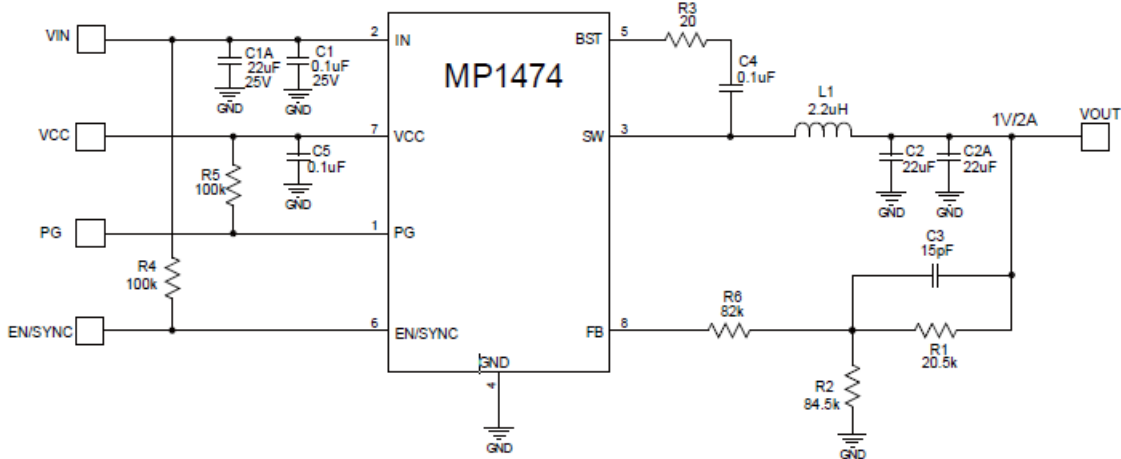 VIN
2
IN
C1A
22uF
25V
GND
C1
0.1uF
25V
GND
MP1474
BST
5
R3
20
C4
0.1uF
VCC
7
VCC
C5
0.1uF
GND
R5
100k
SW
3
L1
2.2uH
1V/2A
VOUT
C2
22uF
GND
C2A
22uF
GND
PG
1
PG
R4
100k
C3
15pF
EN/SYNC
6
EN/SYNC
FB
8
R6
82k
R1
20.5k
R2
84.5k
GND
GND
4
GND